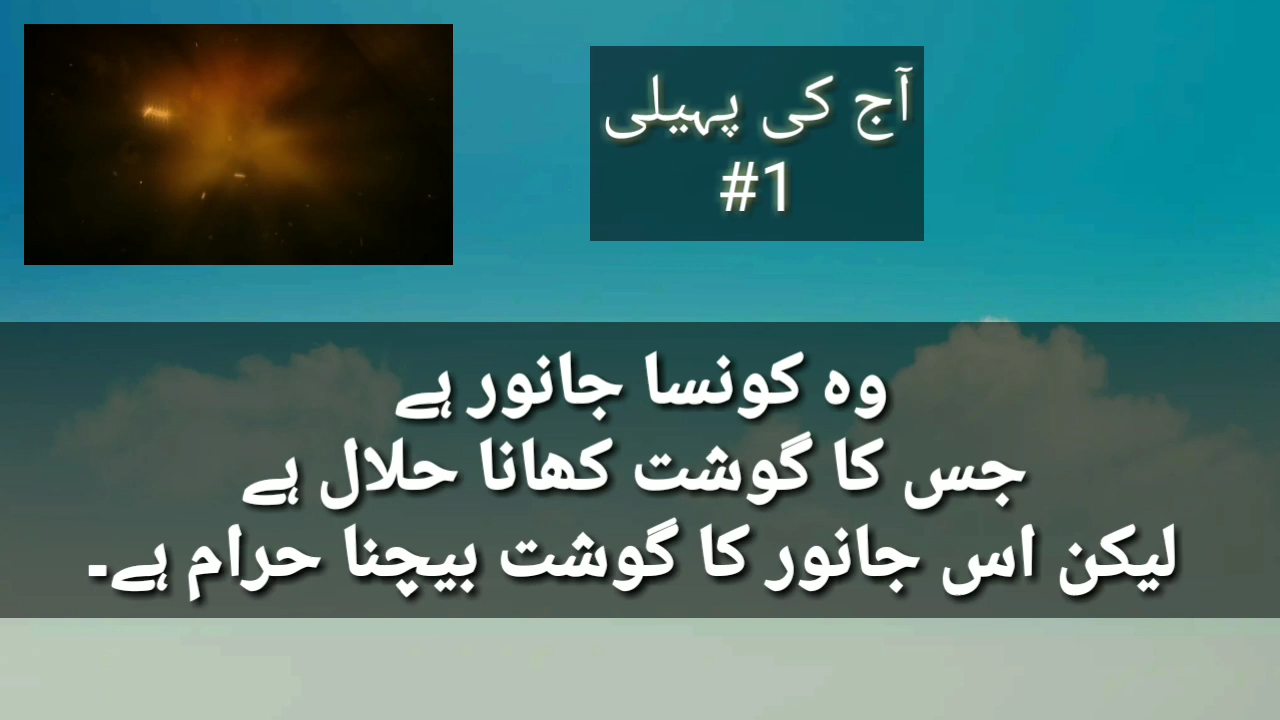 آج کی پہیلی
#1
وہ کونسا جانور ہے
جس کا گوشت کھانا حلال ہے
لیکن اس جانور کا گوشت بیچنا حرام ہے۔